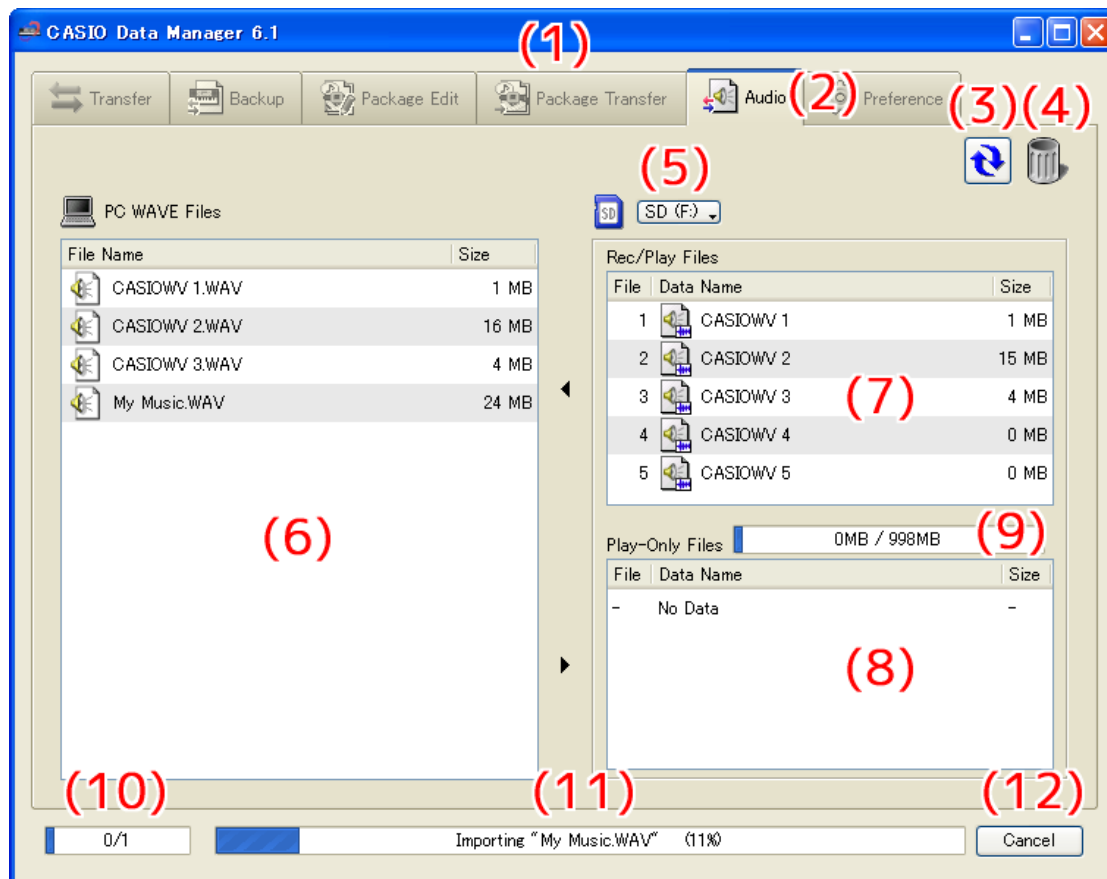 CASIO Data Manager 6.1
(1)
Transfer Backup Package Edit Package Transfer Audio (2) Preference (3) (4)
(5)
PC WAVE Files SD SD (F:)
File Name Size
CASIOWV 1.WAV 1 MB
CASIOWV 2.WAV 16 MB
CASIOWV 3.WAV 4 MB
My Music.WAV 24 MB
(6)
Rec/Play Files
File Data Name Size
1 CASIOWV 1 1 MB
2 CASIOWV 2 15 MB
3 CASIOWV 3 4 MB
4 CASIOWV 4 0 MB
5 CASIOWV 5 0 MB
(7)
Play-Only Files 0MB / 998MB (9)
File Data Name Size
- No Data -
(8)
(10) (11) (12)
0/1 Importing "My Music.WAV" (11%) Cancel